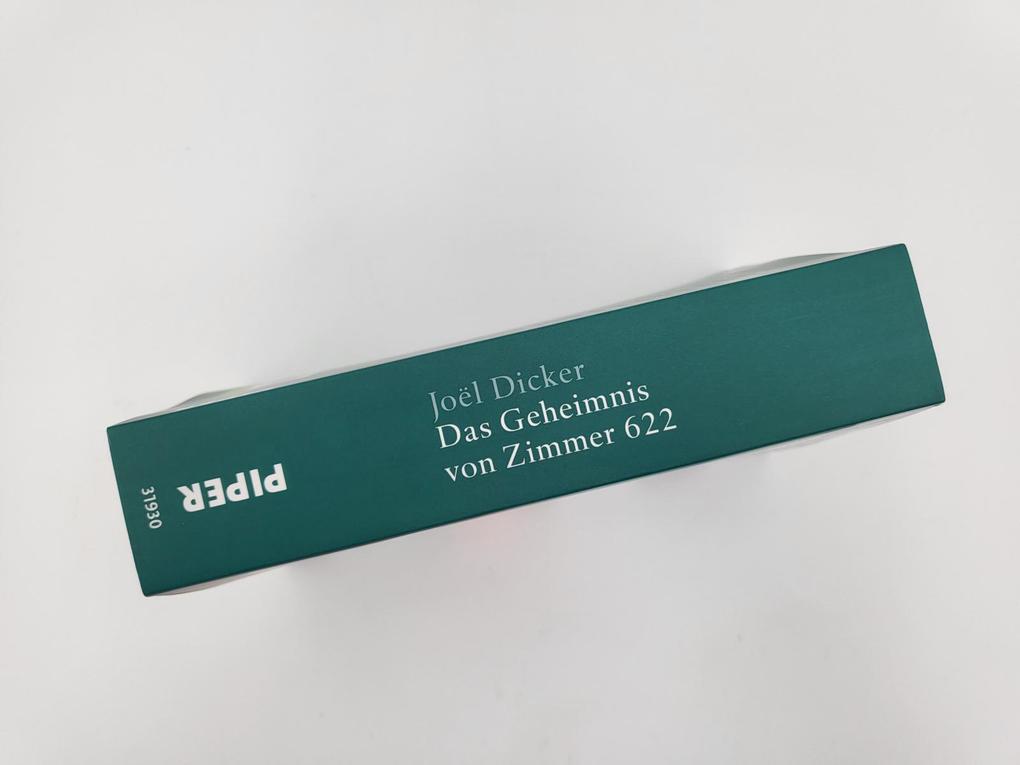 Joël Dicker
Das Geheimnis
von Zimmer 622
PIPER
31930